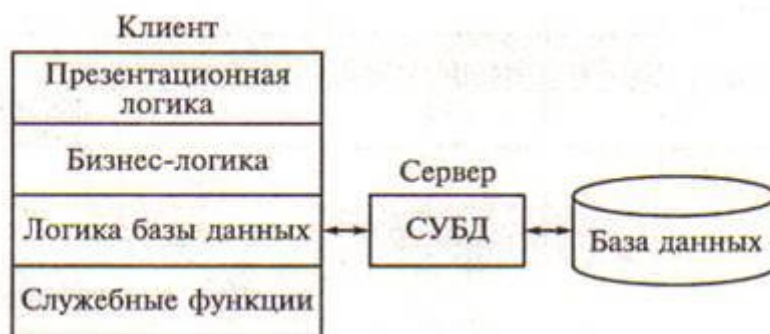 Клиент
Презентационная
логика
Бизнес-логика
Логика базы данных
Служебные функции
Сервер
СУБД
База данных